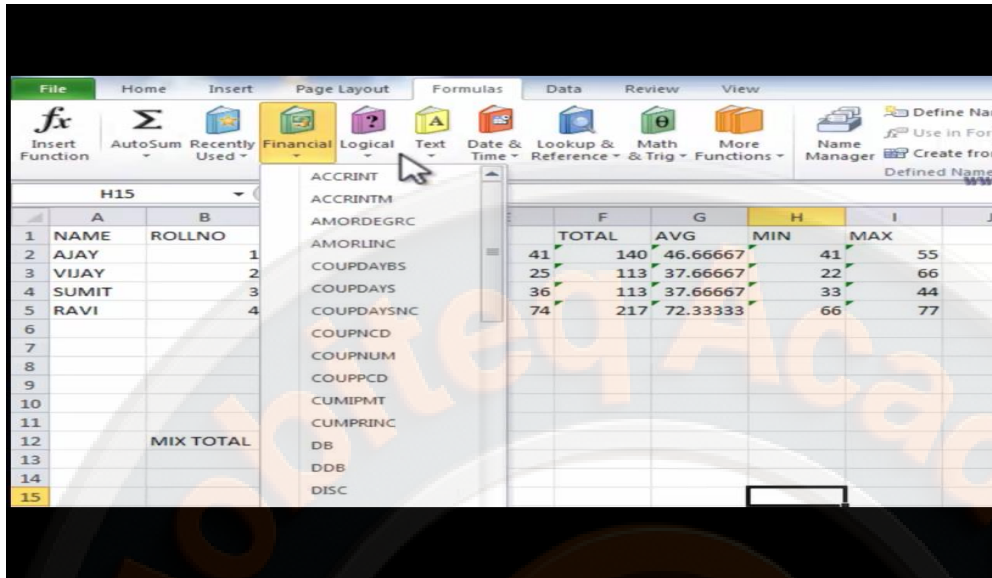 File Home Insert Page Layout Formulas Data Review View
fx Insert Function
Σ AutoSum
Recently Used
Financial
Logical
A Text
Date & Time
Lookup & Reference
θ Math & Trig
More Functions
Name Manager
Define Na
Use in For
Create fro
Defined Name
H15
ACCRINT
ACCRINTM
AMORDEGRC
AMORLINC
COUPDAYBS
COUPDAYS
COUPDAYSNC
COUPNCD
COUPNUM
COUPPCD
CUMIPMT
CUMPRINC
DB
DDB
DISC
A B E F G H I J
1 NAME ROLLNO TOTAL AVG MIN MAX
2 AJAY 1 41 140 46.66667 41 55
3 VIJAY 2 25 113 37.66667 22 66
4 SUMIT 3 36 113 37.66667 33 44
5 RAVI 4 74 217 72.33333 66 77
6
7
8
9
10
11
12 MIX TOTAL
13
14
15
obiteq Acad